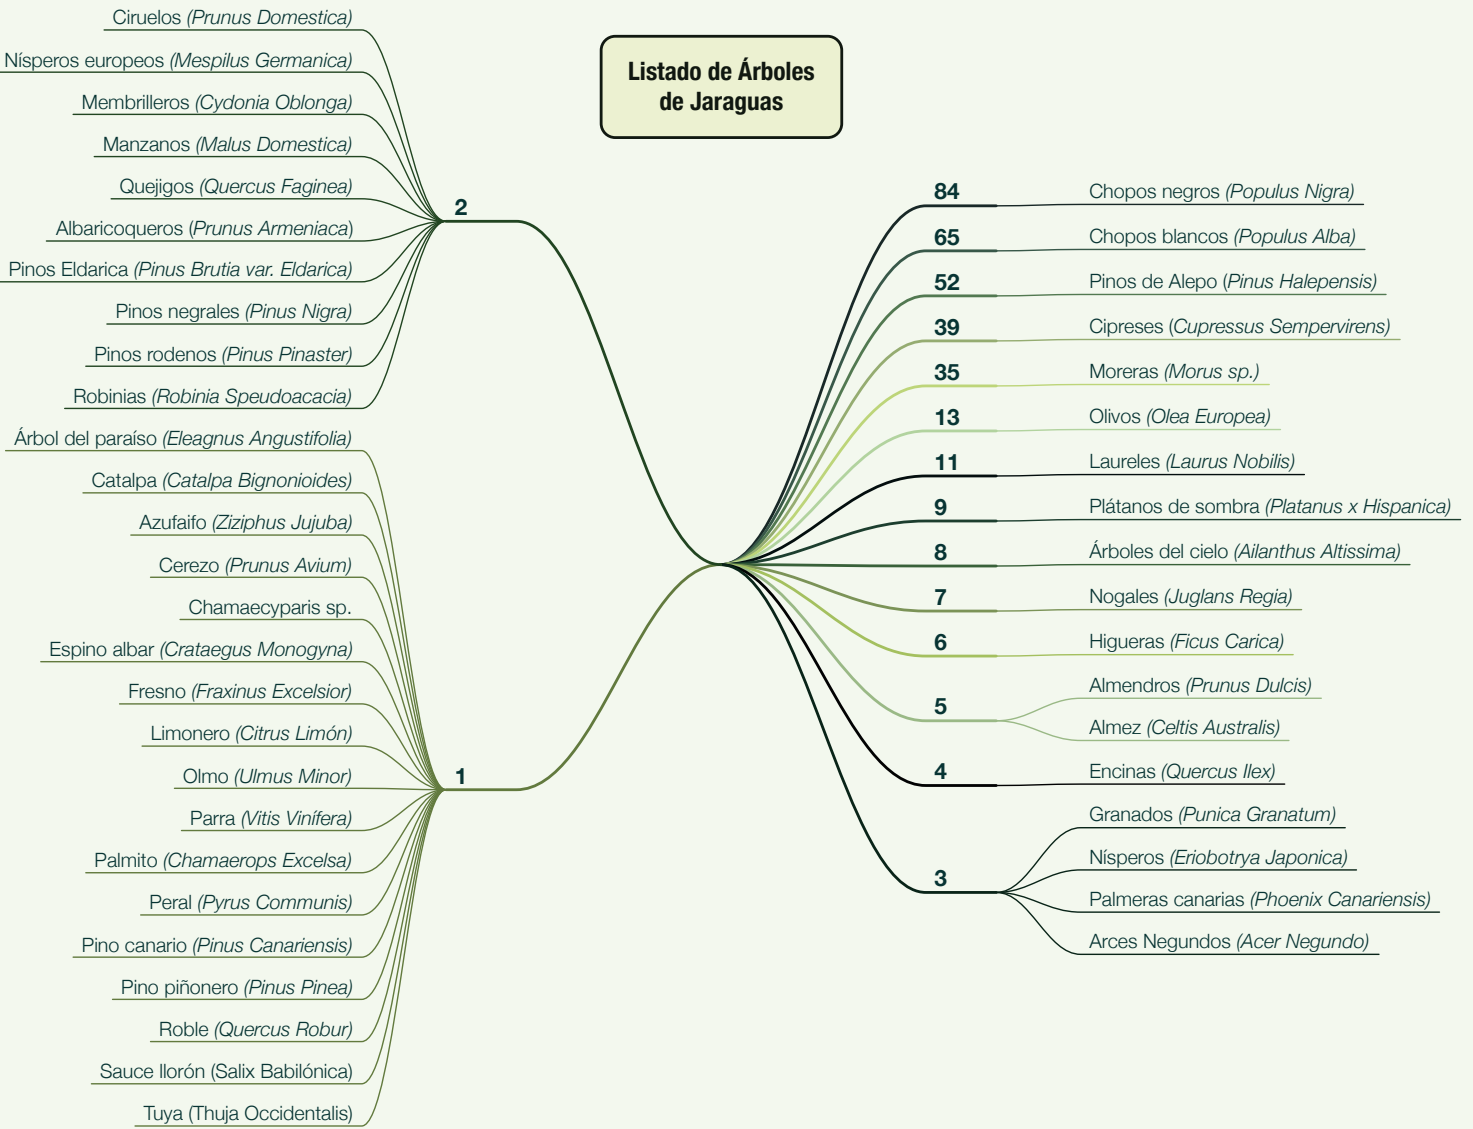 Listado de Árboles
de Jaraguas
84
Chopos negros (Populus Nigra)
65
Chopos blancos (Populus Alba)
52
Pinos de Alepo (Pinus Halepensis)
39
Cipreses (Cupressus Sempervirens)
35
Moreras (Morus sp.)
13
Olivos (Olea Europea)
11
Laureles (Laurus Nobilis)
9
Plátanos de sombra (Platanus x Hispanica)
8
Árboles del cielo (Ailanthus Altissima)
7
Nogales (Juglans Regia)
6
Higueras (Ficus Carica)
5
Almendros (Prunus Dulcis)
Almez (Celtis Australis)
4
Encinas (Quercus Ilex)
3
Granados (Punica Granatum)
Nísperos (Eriobotrya Japonica)
Palmeras canarias (Phoenix Canariensis)
Arces Negundos (Acer Negundo)
2
Ciruelos (Prunus Domestica)
Nísperos europeos (Mespilus Germanica)
Membrilleros (Cydonia Oblonga)
Manzanos (Malus Domestica)
Quejigos (Quercus Faginea)
Albaricoqueros (Prunus Armeniaca)
Pinos Eldarica (Pinus Brutia var. Eldarica)
Pinos negrales (Pinus Nigra)
Pinos rodenos (Pinus Pinaster)
Robinias (Robinia Speudoacacia)
1
Árbol del paraíso (Eleagnus Angustifolia)
Catalpa (Catalpa Bignonioides)
Azufaifo (Ziziphus Jujuba)
Cerezo (Prunus Avium)
Chamaecyparis sp.
Espino albar (Crataegus Monogyna)
Fresno (Fraxinus Excelsior)
Limonero (Citrus Limón)
Olmo (Ulmus Minor)
Parra (Vitis Vinífera)
Palmito (Chamaerops Excelsa)
Peral (Pyrus Communis)
Pino canario (Pinus Canariensis)
Pino piñonero (Pinus Pinea)
Roble (Quercus Robur)
Sauce llorón (Salix Babilónica)
Tuya (Thuja Occidentalis)